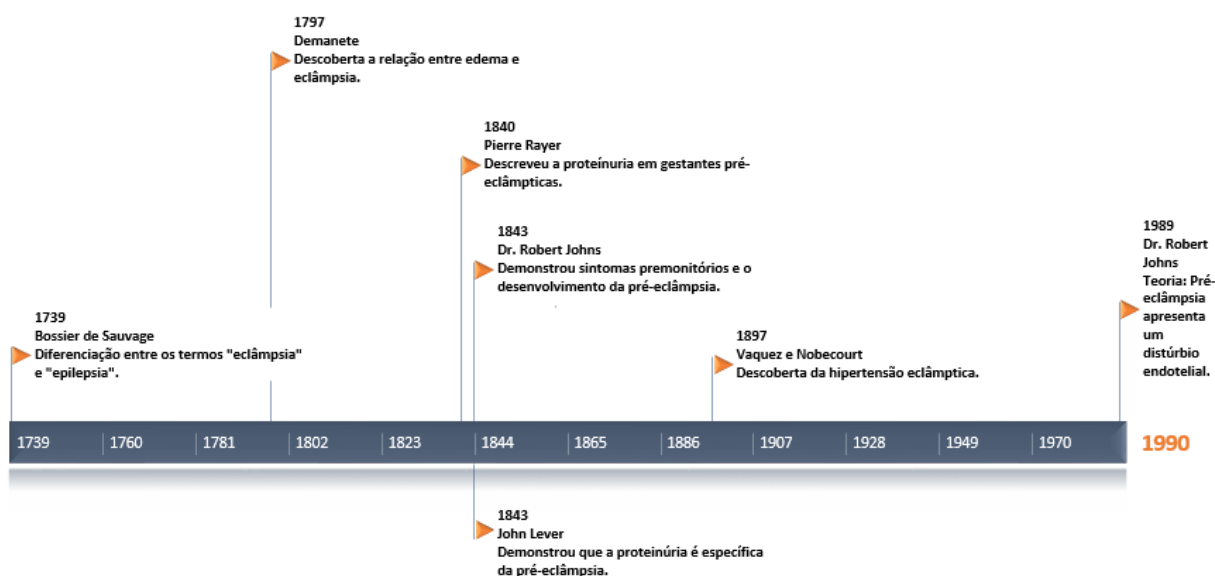 1797
Demanete
Descoberta a relação entre edema e
eclâmpsia.
1840
Pierre Rayer
Descreveu a proteínuria em gestantes pré-
eclâmpticas.
1843
Dr. Robert Johns
Demonstrou sintomas premonitórios e o
desenvolvimento da pré-eclâmpsia.
1989
Dr. Robert
Johns
Teoria: Pré-
eclâmpsia
apresenta
um
distúrbio
endotelial.
1739
Bossier de Sauvage
Diferenciação entre os termos "eclâmpsia"
e "epilepsia".
1897
Vaquez e Nobecourt
Descoberta da hipertensão eclâmptica.
1739 1760 1781 1802 1823 1844 1865 1886 1907 1928 1949 1970 1990
1843
John Lever
Demonstrou que a proteinúria é específica
da pré-eclâmpsia.